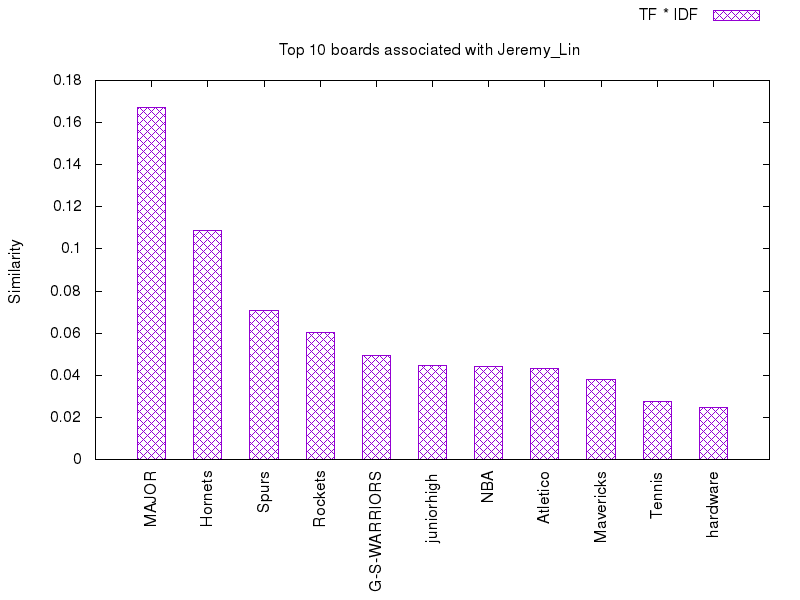 TF * IDF
Top 10 boards associated with Jeremy_Lin
0.18
0.16
0.14
0.12
0.1
0.08
0.06
0.04
0.02
0
Similarity
MAJOR
Hornets
Spurs
Rockets
G-S-WARRIORS
juniorhigh
NBA
Atletico
Mavericks
Tennis
hardware